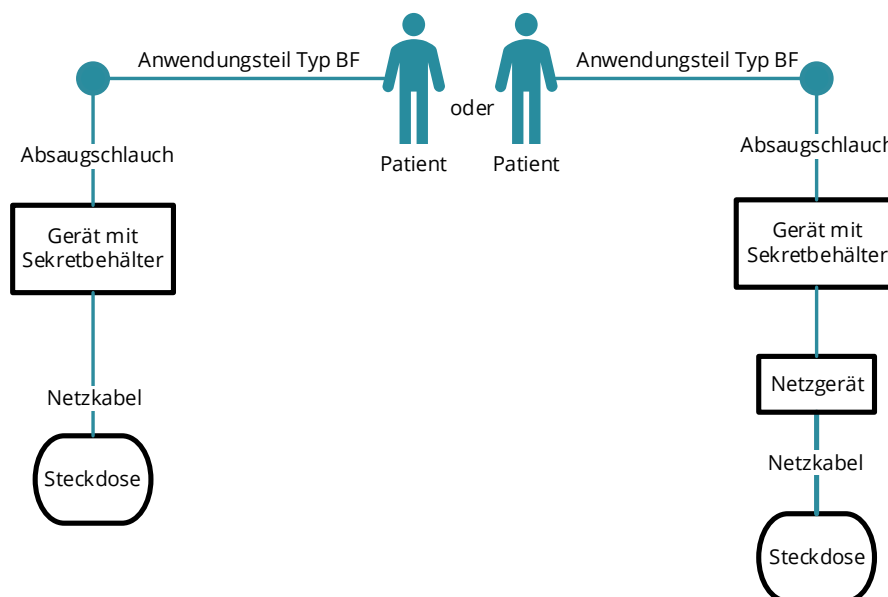 Anwendungsteil Typ BF
oder
Anwendungsteil Typ BF
Patient
Patient
Absaugschlauch
Absaugschlauch
Gerät mit
Sekretbehälter
Gerät mit
Sekretbehälter
Netzgerät
Netzkabel
Netzkabel
Steckdose
Steckdose